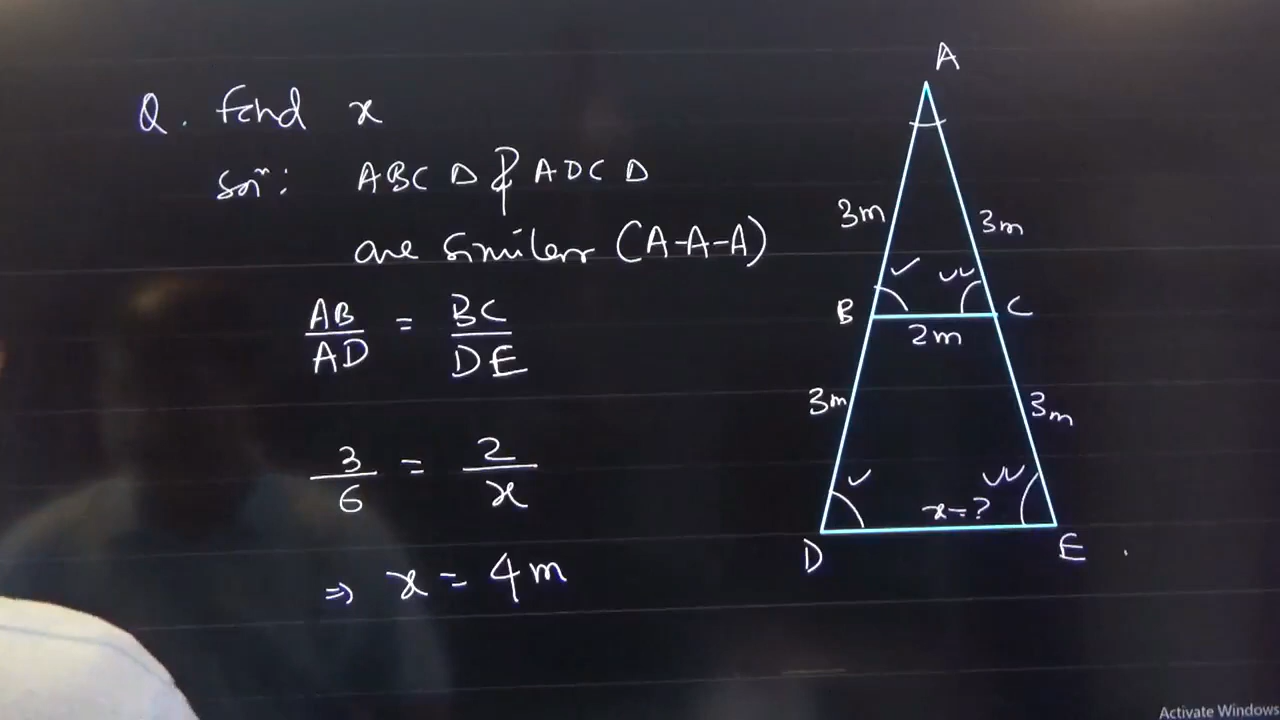 Q. Find x
Soln: ABC Δ & ADC Δ
are similar (A-A-A)
AB/AD = BC/DE
3/6 = 2/x
⇒ x = 4m
A
3m 3m
B C
2m
3m 3m
x=?
D E
Activate Windows